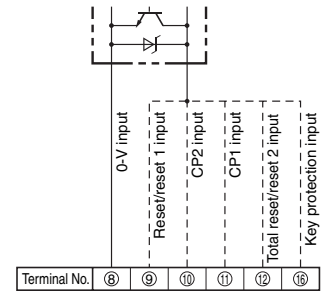 0-V input
Reset/reset 1 input
CP2 input
CP1 input
Total reset/reset 2 input
Key protection input
Terminal No. ⑧ ⑨ ⑩ ⑪ ⑫ ⑯